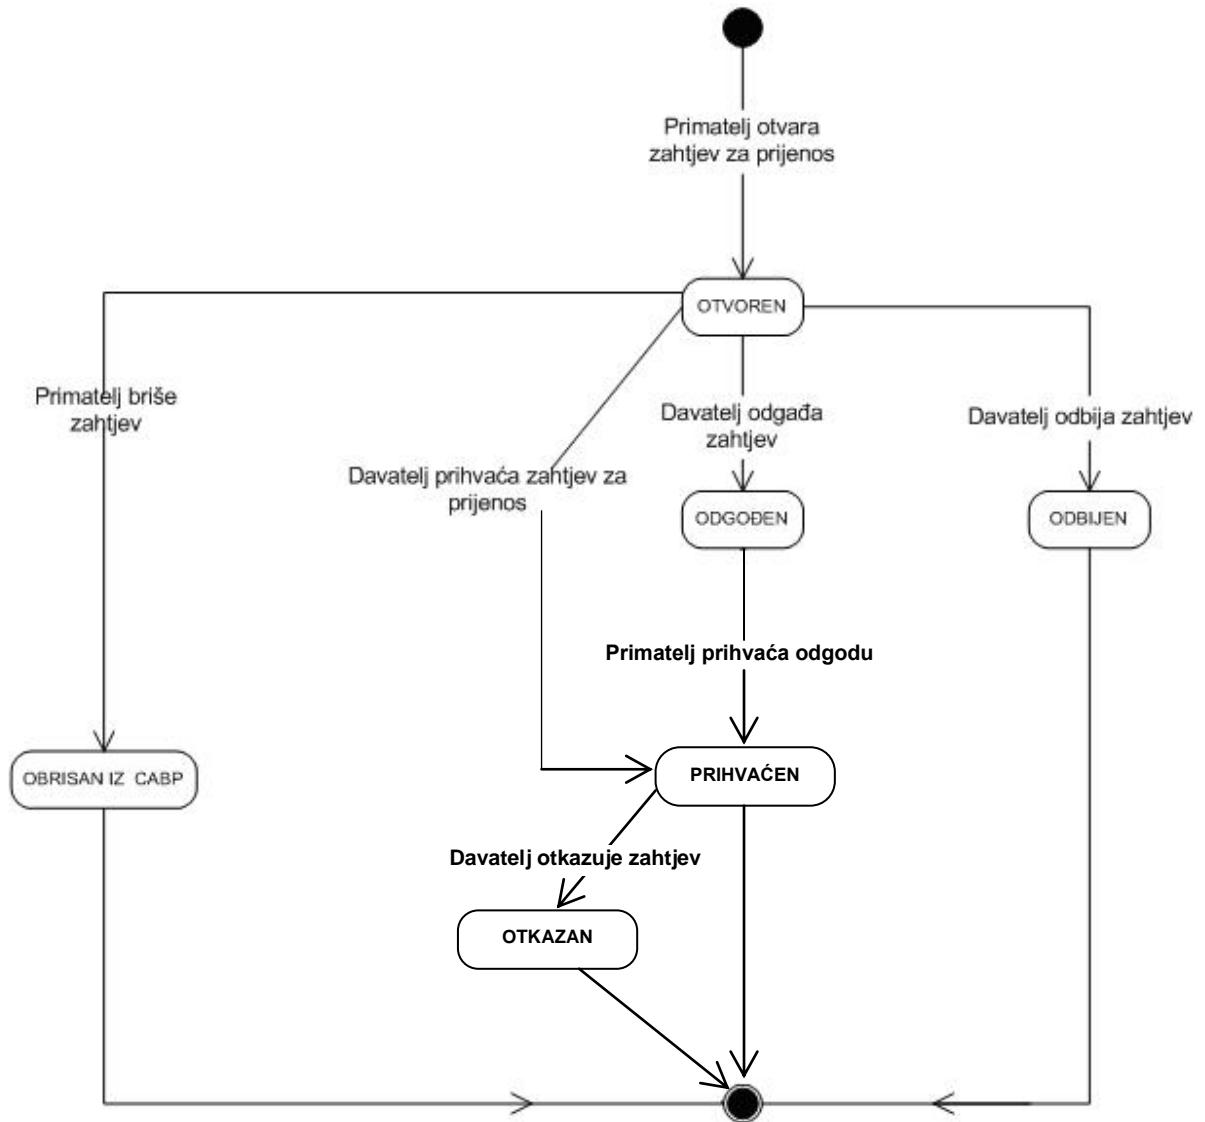 Primatelj otvara
zahtjev za prijenos
OTVOREN
Primatelj briše
zahtjev
Davatelj odgađa
zahtjev
Davatelj odbija zahtjev
Davatelj prihvaća zahtjev za
prijenos
ODGOĐEN
ODBIJEN
Primatelj prihvaća odgodu
OBRISAN IZ CABP
PRIHVAĆEN
Davatelj otkazuje zahtjev
OTKAZAN